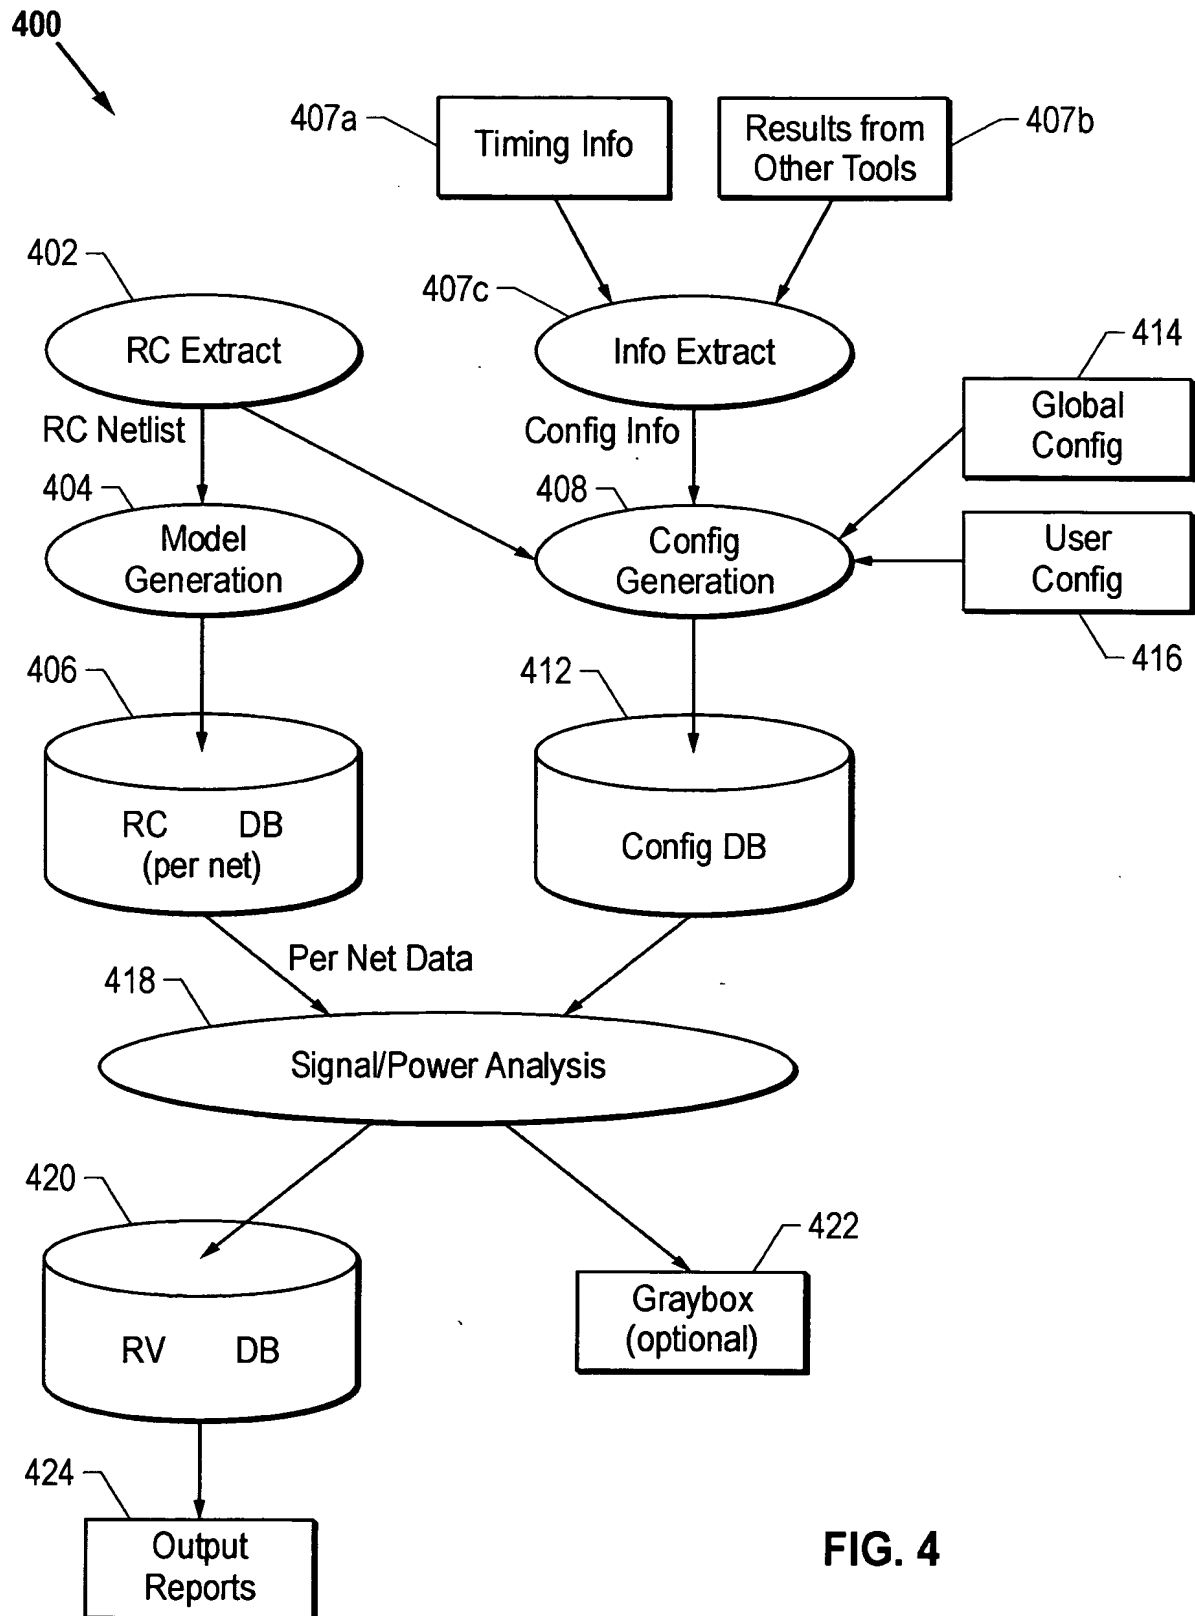 400
407a
Timing Info
Results from
Other Tools
407b
402
RC Extract
407c
Info Extract
414
Global
Config
RC Netlist
Config Info
404
Model
Generation
408
Config
Generation
User
Config
416
406
RC DB
(per net)
412
Config DB
Per Net Data
418
Signal/Power Analysis
420
RV DB
422
Graybox
(optional)
424
Output
Reports
FIG. 4